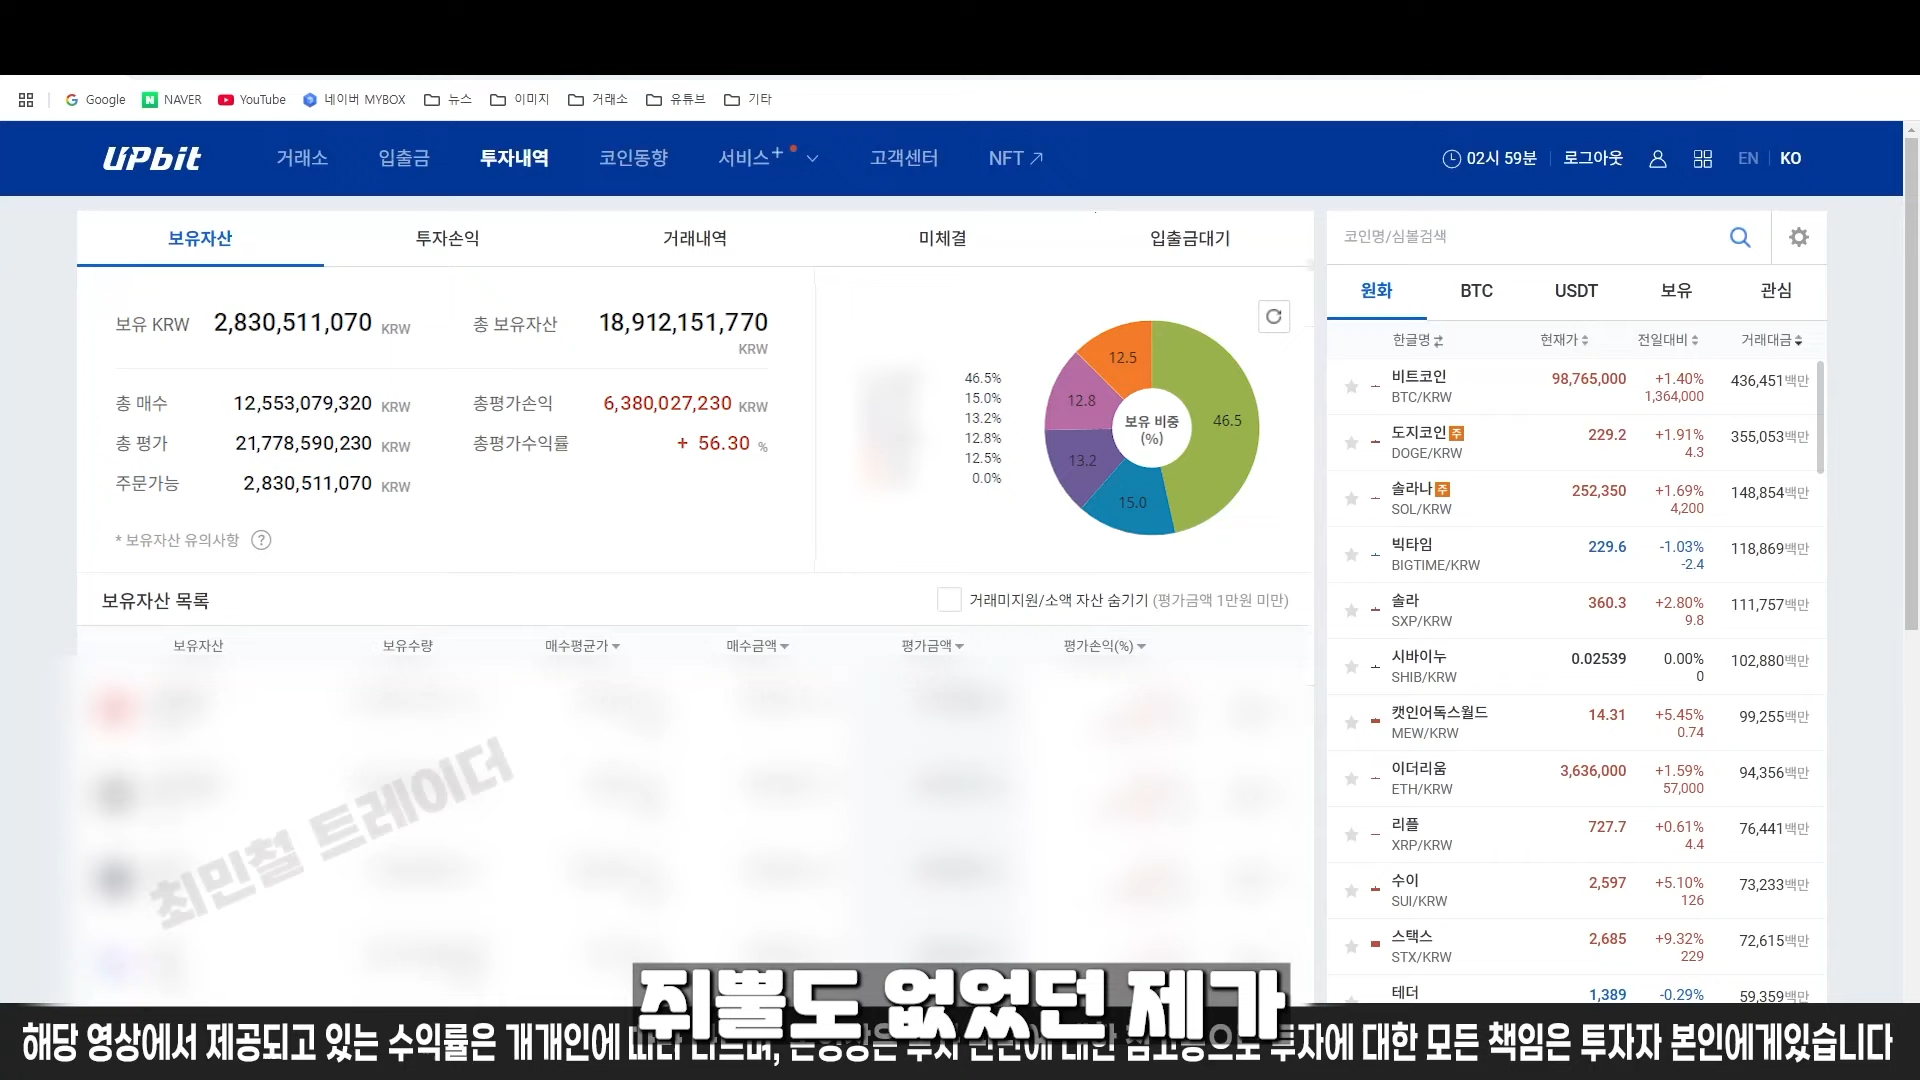 Google NAVER YouTube 네이버 MYBOX 뉴스 이미지 거래소 유튜브 기타
UPbit 거래소 입출금 투자내역 코인동향 서비스+ 고객센터 NFT 02시 59분 로그아웃 EN KO
보유자산 투자손익 거래내역 미체결 입출금대기
보유 KRW 2,830,511,070 KRW 총 보유자산 18,912,151,770 KRW
총 매수 12,553,079,320 KRW 총평가손익 6,380,027,230 KRW
총 평가 21,778,590,230 KRW 총평가수익률 + 56.30 %
주문가능 2,830,511,070 KRW
* 보유자산 유의사항 ?
46.5%
15.0%
13.2%
12.8%
12.5%
0.0%
보유 비중
(%)
46.5
15.0
13.2
12.8
12.5
보유자산 목록 거래미지원/소액 자산 숨기기 (평가금액 1만원 미만)
보유자산 보유수량 매수평균가 매수금액 평가금액 평가손익(%)
최민철 트레이더
코인명/심볼검색
원화 BTC USDT 보유 관심
한글명 현재가 전일대비 거래대금
비트코인 98,765,000 +1.40% 436,451백만
BTC/KRW 1,364,000
도지코인 주 229.2 +1.91% 355,053백만
DOGE/KRW 4.3
솔라나 주 252,350 +1.69% 148,854백만
SOL/KRW 4,200
빅타임 229.6 -1.03% 118,869백만
BIGTIME/KRW -2.4
솔라 360.3 +2.80% 111,757백만
SXP/KRW 9.8
시바이누 0.02539 0.00% 102,880백만
SHIB/KRW 0
캣인어독스월드 14.31 +5.45% 99,255백만
MEW/KRW 0.74
이더리움 3,636,000 +1.59% 94,356백만
ETH/KRW 57,000
리플 727.7 +0.61% 76,441백만
XRP/KRW 4.4
수이 2,597 +5.10% 73,233백만
SUI/KRW 126
스택스 2,685 +9.32% 72,615백만
STX/KRW 229
테더 1,389 -0.29% 59,359백만
쥐뿔도 없었던 제가
해당 영상에서 제공되고 있는 수익률은 개개인에 투자에 대한 모든 책임은 투자자 본인에게있습니다